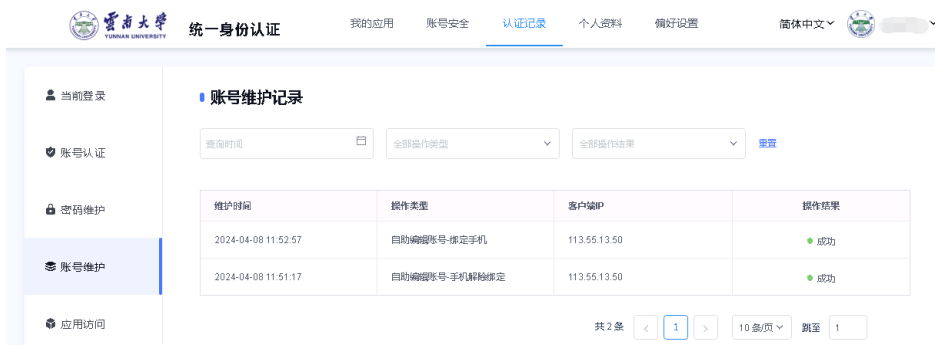 雲南大學 YUNNAN UNIVERSITY 统一身份认证 我的应用 账号安全 认证记录 个人资料 偏好设置 简体中文
当前登录
账号认证
密码维护
账号维护
应用访问
账号维护记录
查询时间 全部操作类型 全部操作结果 重置
维护时间 操作类型 客户端IP 操作结果
2024-04-08 11:52:57 自助编辑账号-绑定手机 113.55.13.50 成功
2024-04-08 11:51:17 自助编辑账号-手机解除绑定 113.55.13.50 成功
共 2 条 1 10 条/页 跳至 1